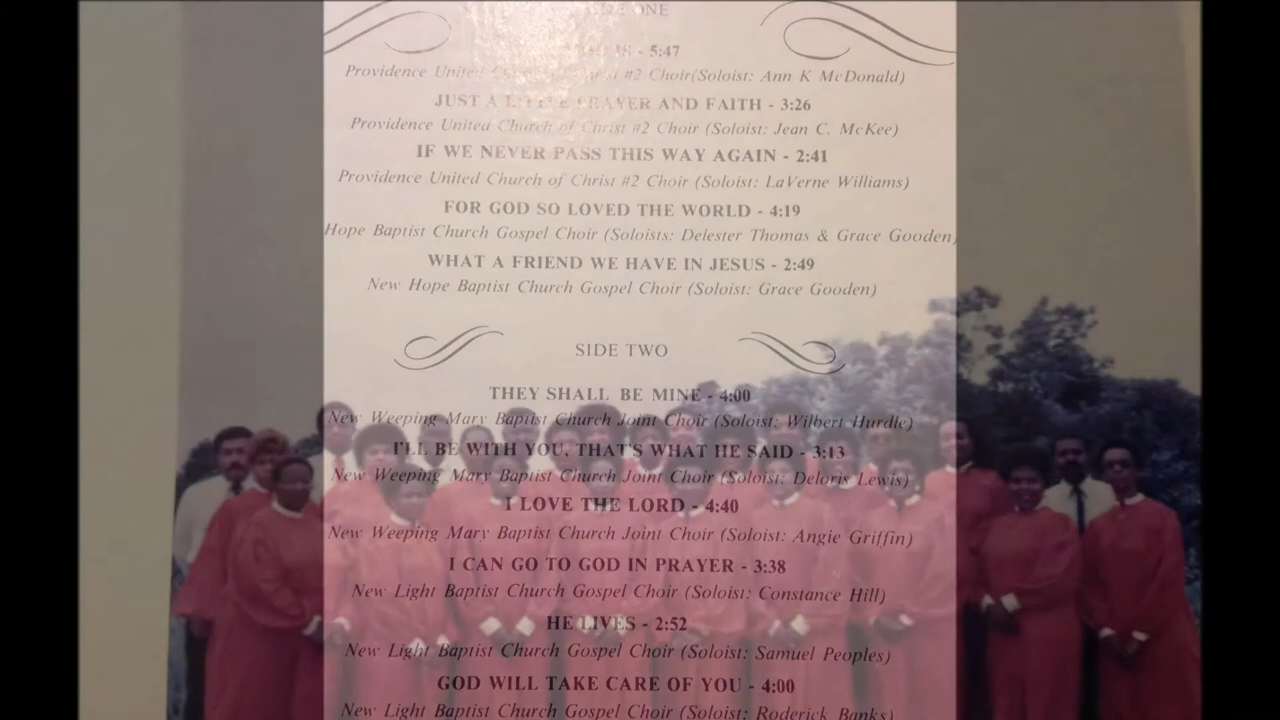 SIDE ONE
- 5:47
Providence United Church of Christ #2 Choir(Soloist: Ann K McDonald)
JUST A LITTLE PRAYER AND FAITH - 3:26
Providence United Church of Christ #2 Choir (Soloist: Jean C. McKee)
IF WE NEVER PASS THIS WAY AGAIN - 2:41
Providence United Church of Christ #2 Choir (Soloist: LaVerne Williams)
FOR GOD SO LOVED THE WORLD - 4:19
Hope Baptist Church Gospel Choir (Soloists: Delester Thomas & Grace Gooden)
WHAT A FRIEND WE HAVE IN JESUS - 2:49
New Hope Baptist Church Gospel Choir (Soloist: Grace Gooden)
SIDE TWO
THEY SHALL BE MINE - 4:00
New Weeping Mary Baptist Church Joint Choir (Soloist: Wilbert Hurdle)
I'LL BE WITH YOU, THAT'S WHAT HE SAID - 3:13
New Weeping Mary Baptist Church Joint Choir (Soloist: Deloris Lewis)
I LOVE THE LORD - 4:40
New Weeping Mary Baptist Church Joint Choir (Soloist: Angie Griffin)
I CAN GO TO GOD IN PRAYER - 3:38
New Light Baptist Church Gospel Choir (Soloist: Constance Hill)
HE LIVES - 2:52
New Light Baptist Church Gospel Choir (Soloist: Samuel Peoples)
GOD WILL TAKE CARE OF YOU - 4:00
New Light Baptist Church Gospel Choir (Soloist: Roderick Banks)